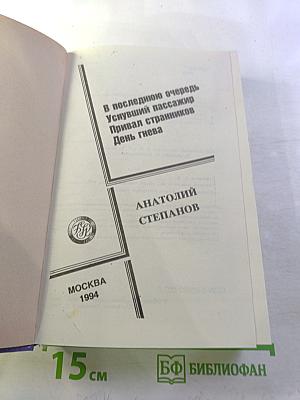 В последнюю очередь
Уснувший пассажир
Привал странников
День гнева
АНАТОЛИЙ
СТЕПАНОВ
МОСКВА
1994
15 см
БФ БИБЛИОФАН